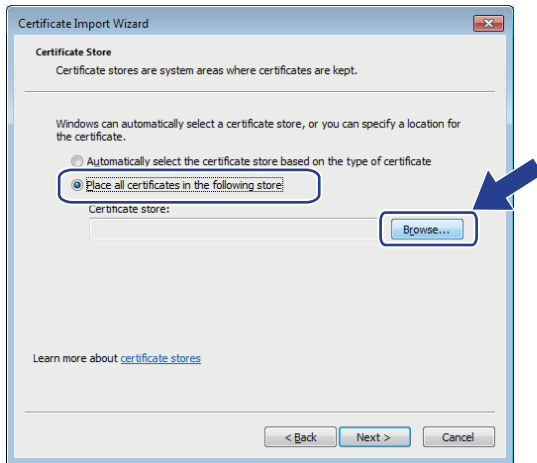 Certificate Import Wizard
Certificate Store
Certificate stores are system areas where certificates are kept.
Windows can automatically select a certificate store, or you can specify a location for
the certificate.
Automatically select the certificate store based on the type of certificate
Place all certificates in the following store
Certificate store:
Browse...
Learn more about certificate stores
< Back
Next >
Cancel